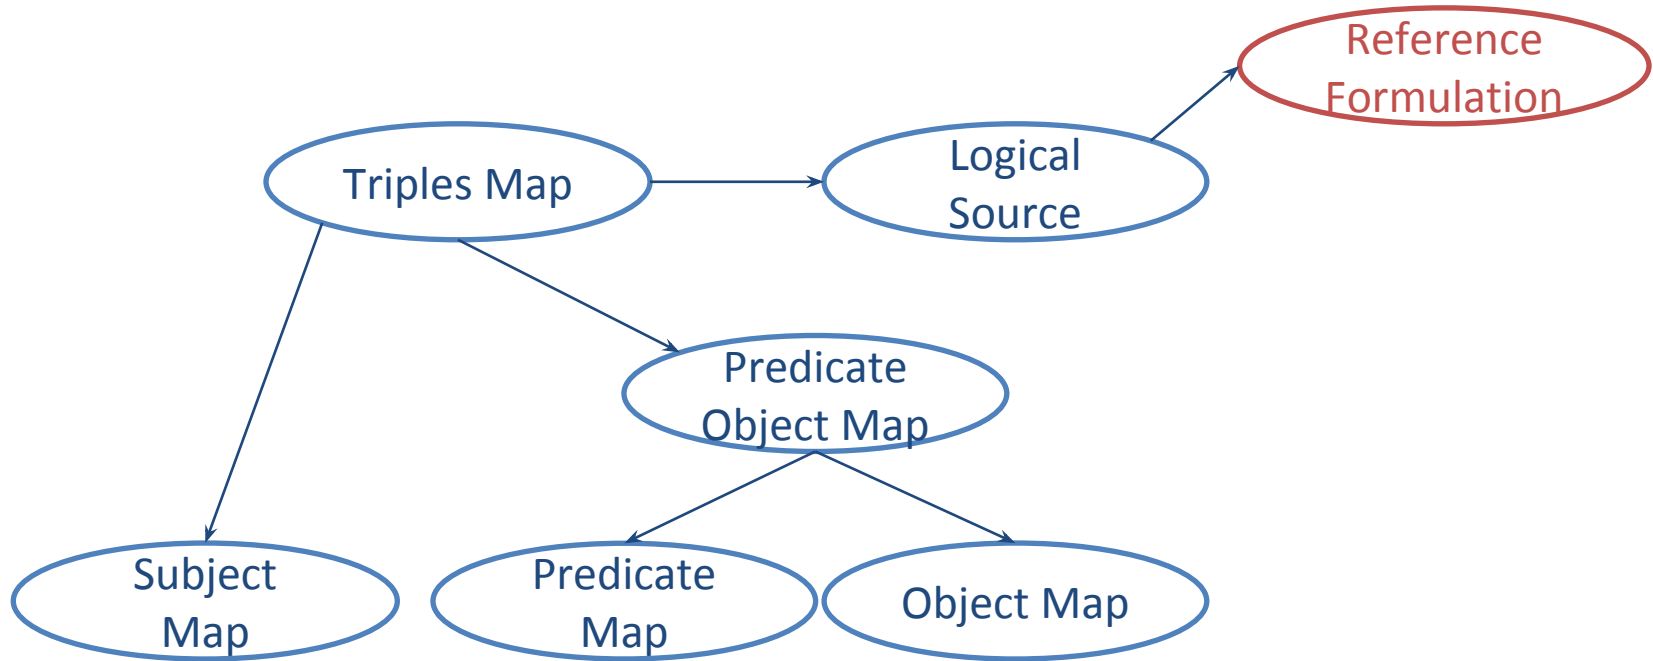 Reference
Formulation
Triples Map
Logical
Source
Predicate
Object Map
Subject
Map
Predicate
Map
Object Map